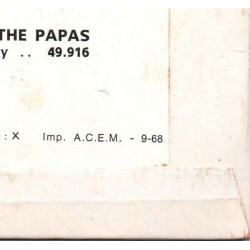 THE PAPAS
y .. 49.916
: X Imp. A.C.E.M. - 9-68